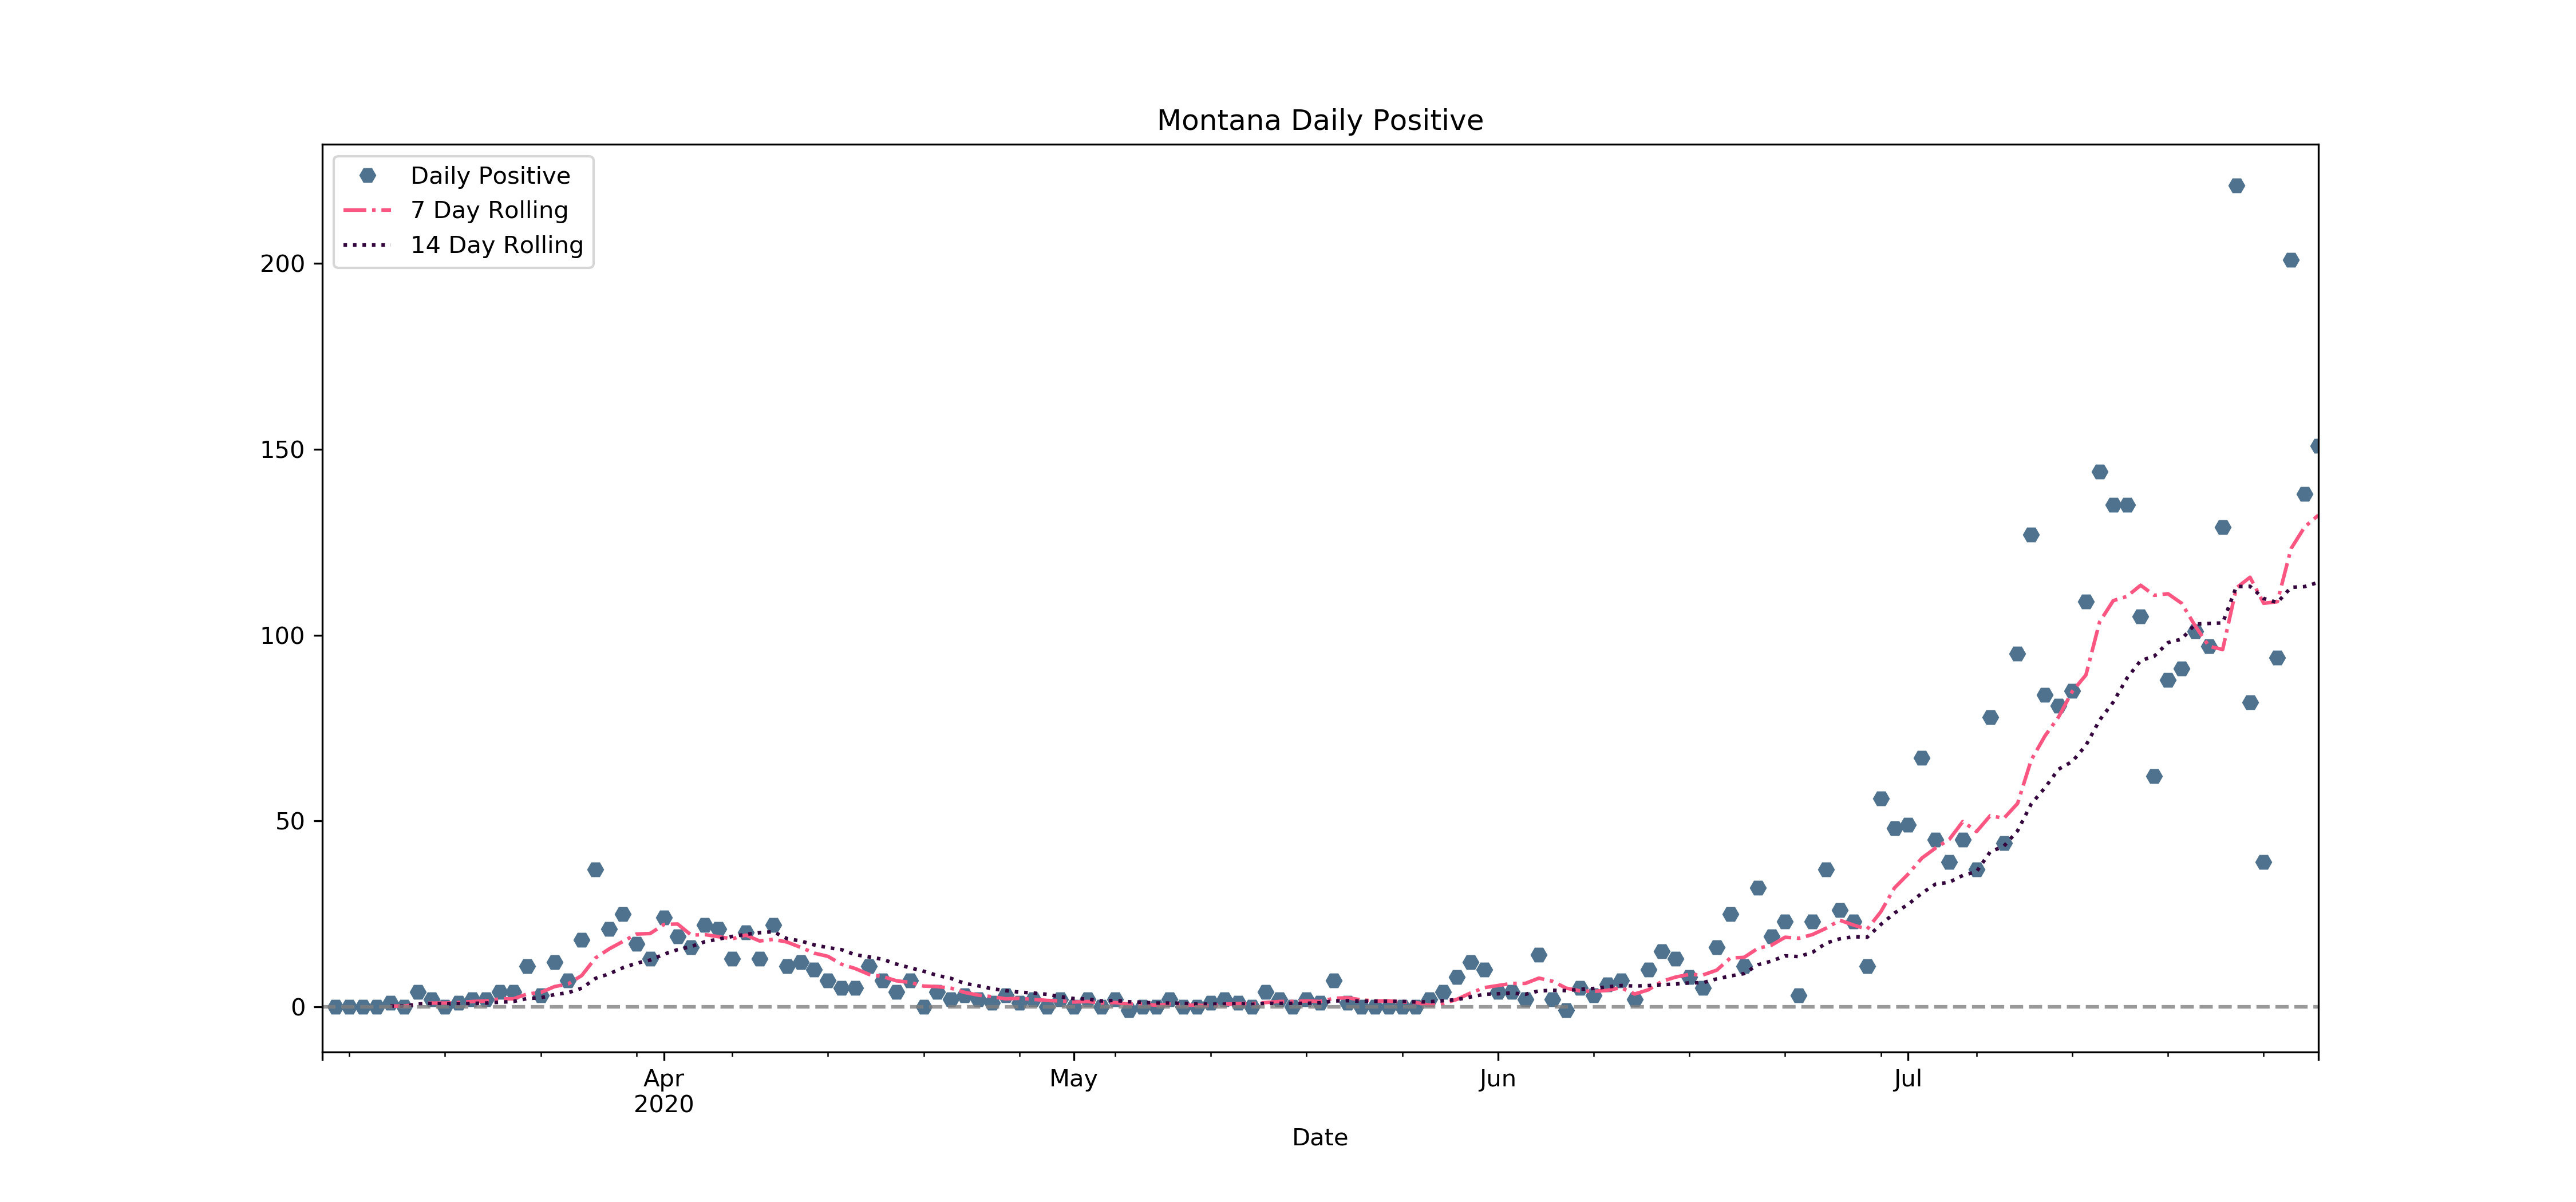 Montana Daily Positive
Daily Positive
7 Day Rolling
14 Day Rolling
200
150
100
50
0
Apr
2020
May
Jun
Jul
Date